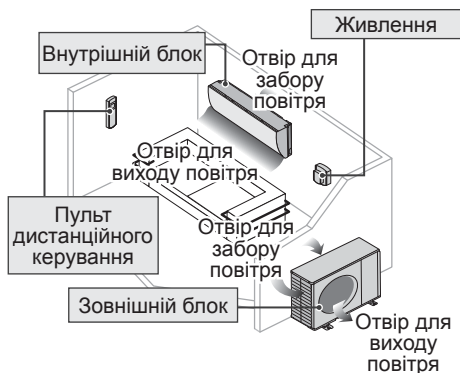 Живлення
Внутрішній блок
Отвір для
забору
повітря
Отвір для
виходу повітря
Пульт
дистанційного
керування
Отвір для
забору
повітря
Зовнішній блок
Отвір для
виходу
повітря